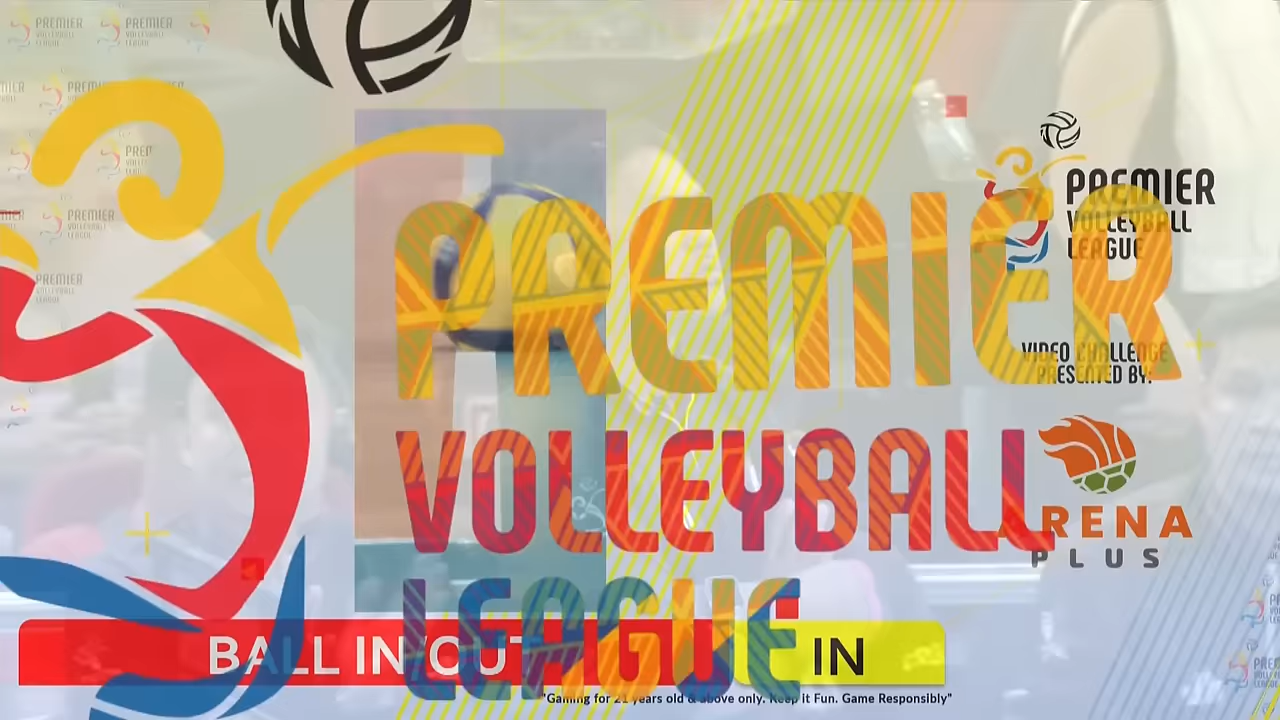 PREMIER
VOLLEYBALL
LEAGUE
PREMIER
VOLLEYBALL
LEAGUE
VIDEO CHALLENGE
PRESENTED BY:
ARENA
PLUS
BALL IN/OUT
IN
"Gaming for 21 years old & above only. Keep it Fun. Game Responsibly"